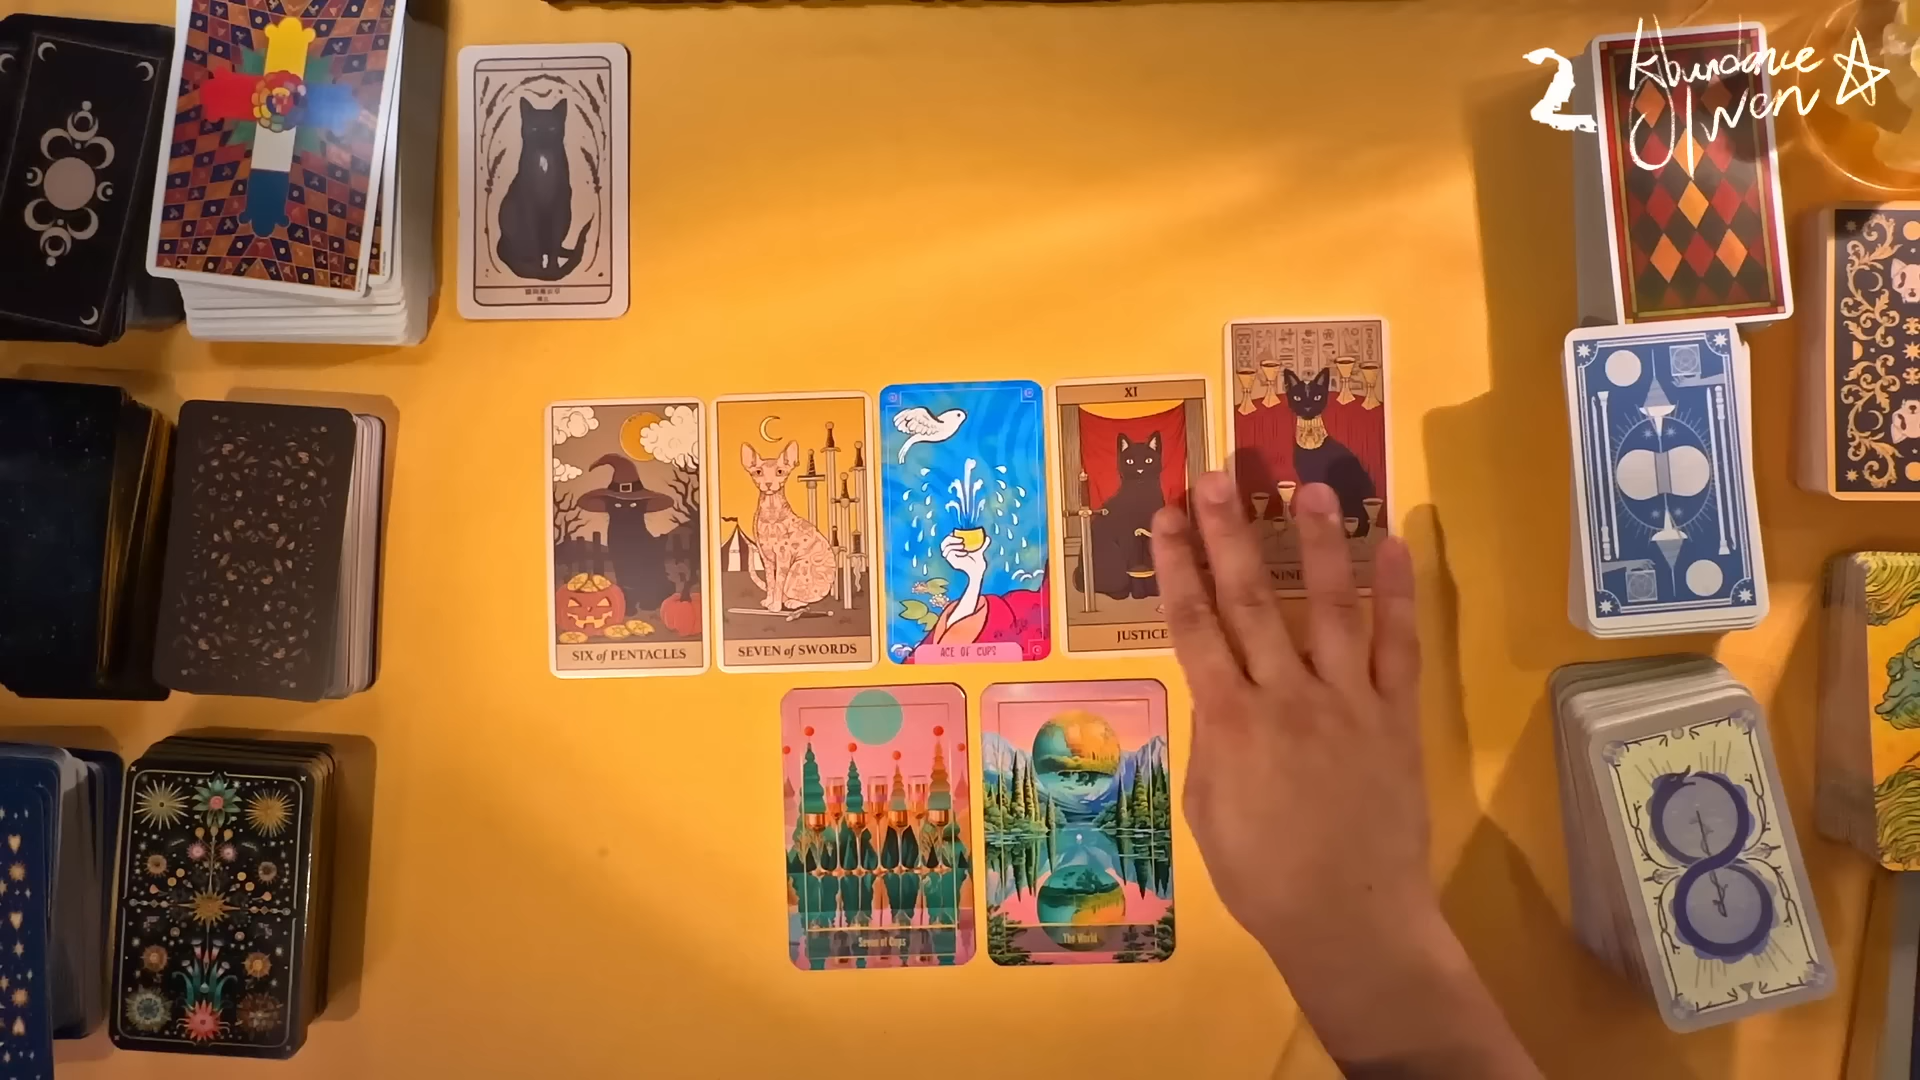 2 Abundance
Olwen
XI
SIX of PENTACLES
SEVEN of SWORDS
ACE OF CUPS
JUSTICE
Seven of Cups
The World